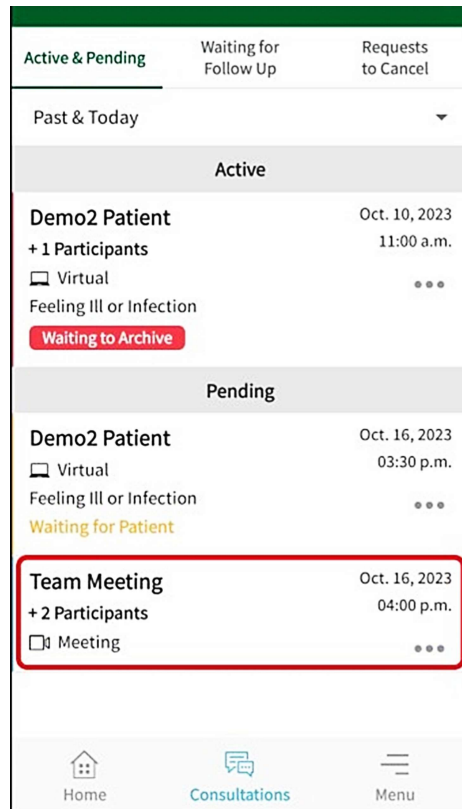 Active & Pending
Waiting for
Follow Up
Requests
to Cancel
Past & Today
Active
Demo2 Patient
Oct. 10, 2023
+ 1 Participants
11:00 a.m.
Virtual
Feeling Ill or Infection
Waiting to Archive
Pending
Demo2 Patient
Oct. 16, 2023
03:30 p.m.
Virtual
Feeling Ill or Infection
Waiting for Patient
Team Meeting
Oct. 16, 2023
+ 2 Participants
04:00 p.m.
Meeting
Home
Consultations
Menu